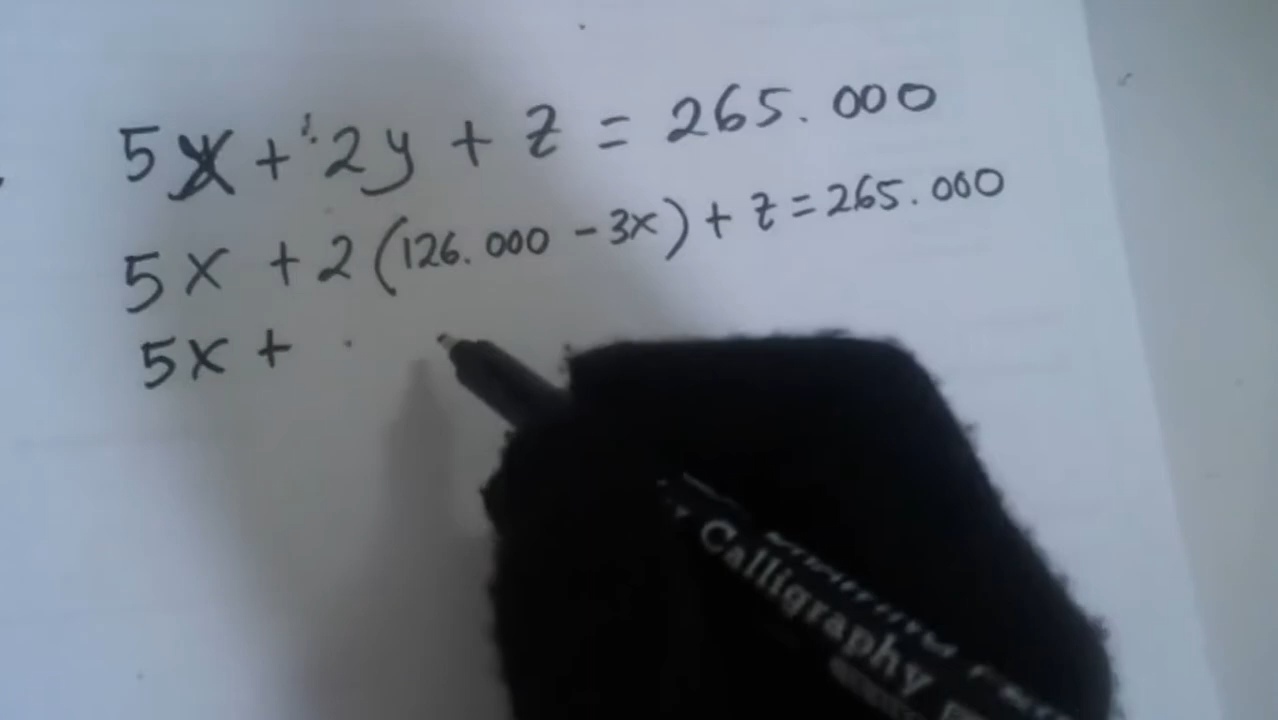 5x + 2y + z = 265.000
5x + 2(126.000 - 3x) + z = 265.000
5x +
Calligraphy